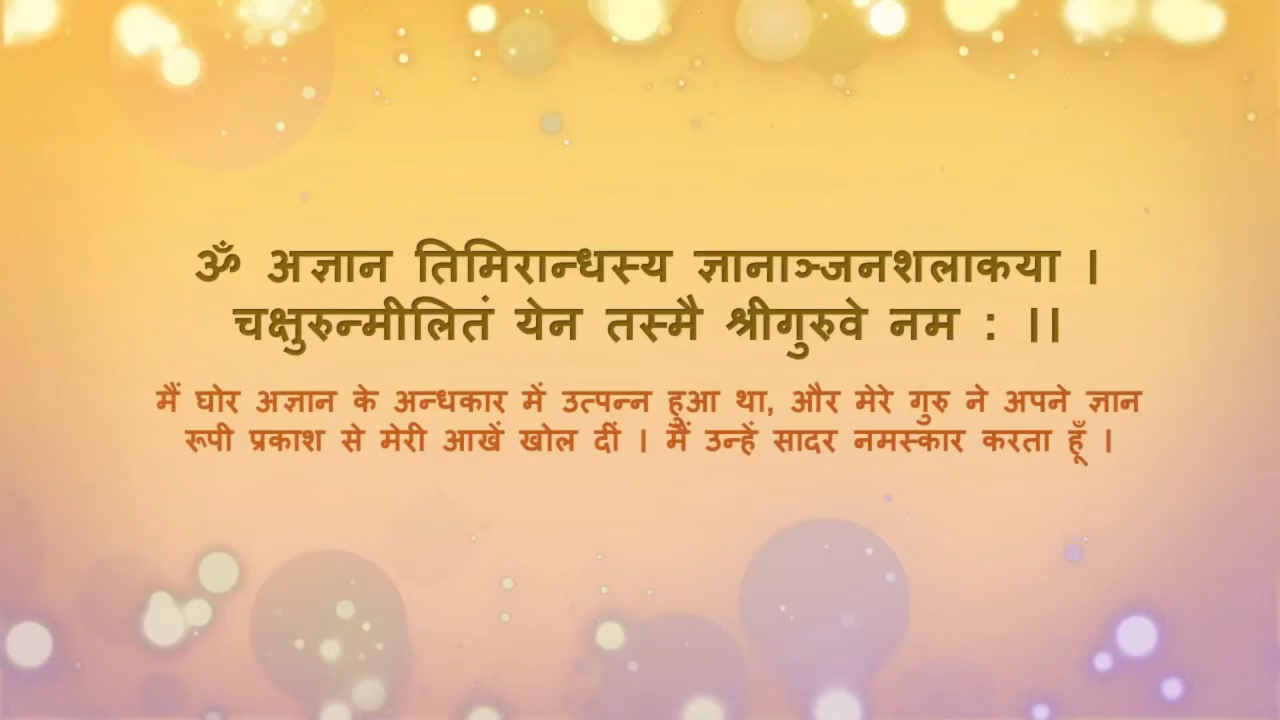 ॐ अज्ञान तिमिरान्धस्य ज्ञानाञ्जनशलाकया ।
चक्षुरुन्मीलितं येन तस्मै श्रीगुरुवे नम : ।।
मैं घोर अज्ञान के अन्धकार में उत्पन्न हुआ था, और मेरे गुरु ने अपने ज्ञान
रूपी प्रकाश से मेरी आखें खोल दीं । मैं उन्हें सादर नमस्कार करता हूँ ।